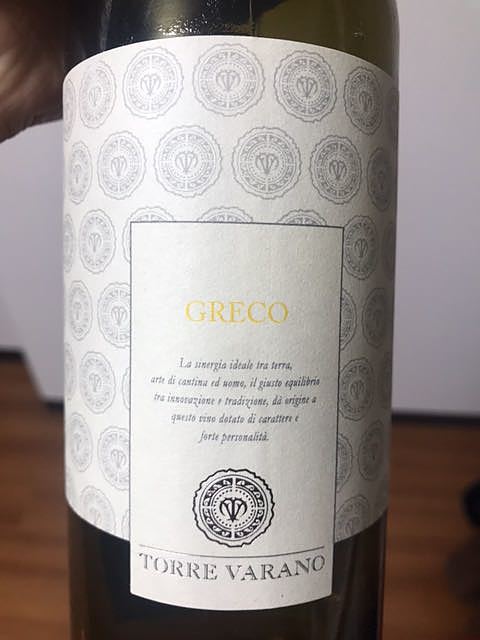 GRECO
La sinergia ideale tra terra,
arte di cantina ed uomo, il giusto equilibrio
tra innovazione e tradizione, dà origine a
questo vino dotato di carattere e
forte personalità.
TORRE VARANO